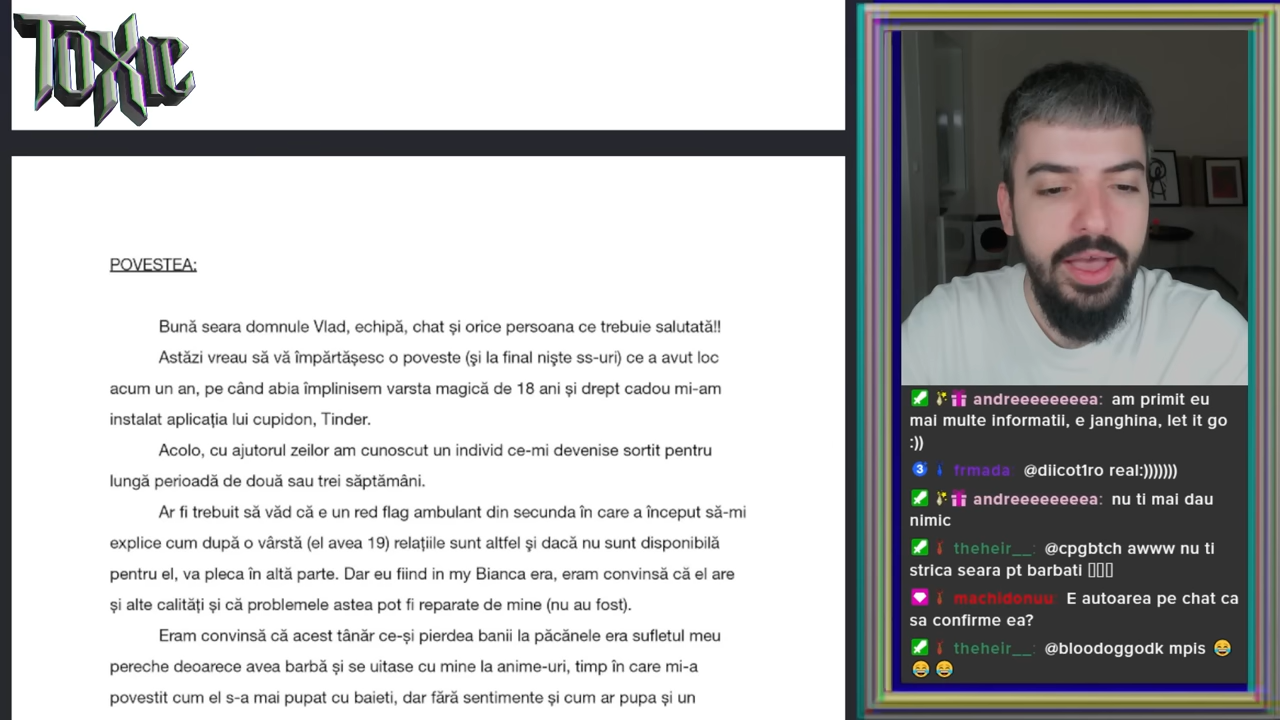 TOXIC
POVESTEA:
Bună seara domnule Vlad, echipă, chat și orice persoana ce trebuie salutată!!
Astăzi vreau să vă împărtășesc o poveste (și la final niște ss-uri) ce a avut loc
acum un an, pe când abia împlinisem varsta magică de 18 ani și drept cadou mi-am
instalat aplicația lui cupidon, Tinder.
Acolo, cu ajutorul zeilor am cunoscut un individ ce-mi devenise sortit pentru
lungă perioadă de două sau trei săptămâni.
Ar fi trebuit să văd că e un red flag ambulant din secunda în care a început să-mi
explice cum după o vârstă (el avea 19) relațiile sunt altfel și dacă nu sunt disponibilă
pentru el, va pleca în altă parte. Dar eu fiind in my Bianca era, eram convinsă că el are
și alte calități și că problemele astea pot fi reparate de mine (nu au fost).
Eram convinsă că acest tânăr ce-și pierdea banii la păcănele era sufletul meu
pereche deoarece avea barbă și se uitase cu mine la anime-uri, timp în care mi-a
povestit cum el s-a mai pupat cu baieti, dar fără sentimente și cum ar pupa și un
andreeeeeeeea: am primit eu
mai multe informatii, e janghina, let it go
:))
3 frmada: @diicot1ro real:)))))))
andreeeeeeeea: nu ti mai dau
nimic
theheir__: @cpgbtch awww nu ti
strica seara pt barbati
machidonuu: E autoarea pe chat ca
sa confirme ea?
theheir__: @bloodoggodk mpis 😂
😂 😂